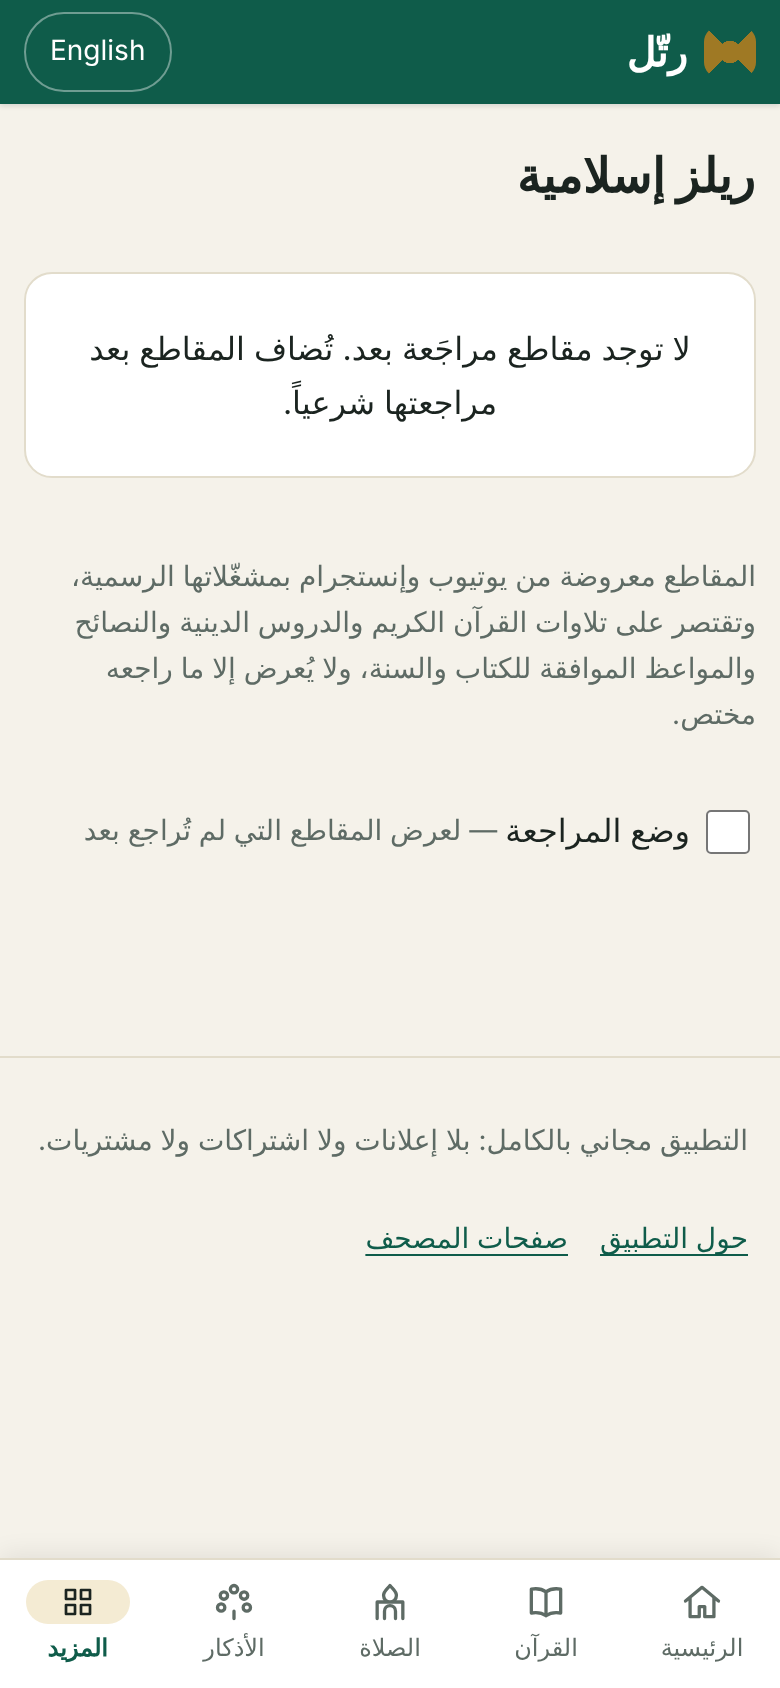 رتّل
English
ريلز إسلامية
لا توجد مقاطع مراجَعة بعد. تُضاف المقاطع بعد
مراجعتها شرعياً.
المقاطع معروضة من يوتيوب وإنستجرام بمشغّلاتها الرسمية،
وتقتصر على تلاوات القرآن الكريم والدروس الدينية والنصائح
والمواعظ الموافقة للكتاب والسنة، ولا يُعرض إلا ما راجعه
مختص.
وضع المراجعة — لعرض المقاطع التي لم تُراجع بعد
التطبيق مجاني بالكامل: بلا إعلانات ولا اشتراكات ولا مشتريات.
حول التطبيق صفحات المصحف
الرئيسية القرآن الصلاة الأذكار المزيد